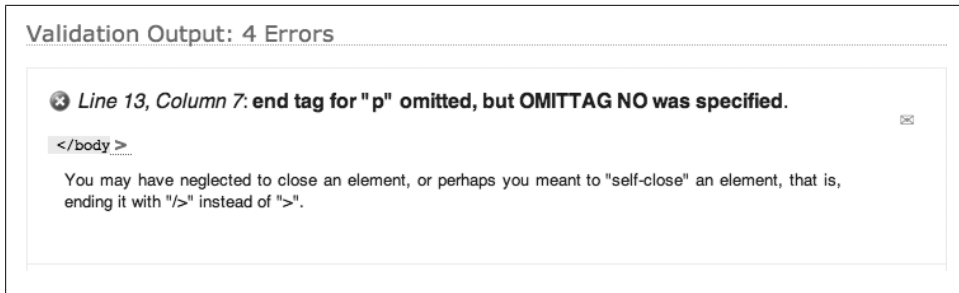 Validation Output: 4 Errors
Line 13, Column 7: end tag for "p" omitted, but OMITTAG NO was specified.
</body>
You may have neglected to close an element, or perhaps you meant to "self-close" an element, that is,
ending it with "/>" instead of ">".